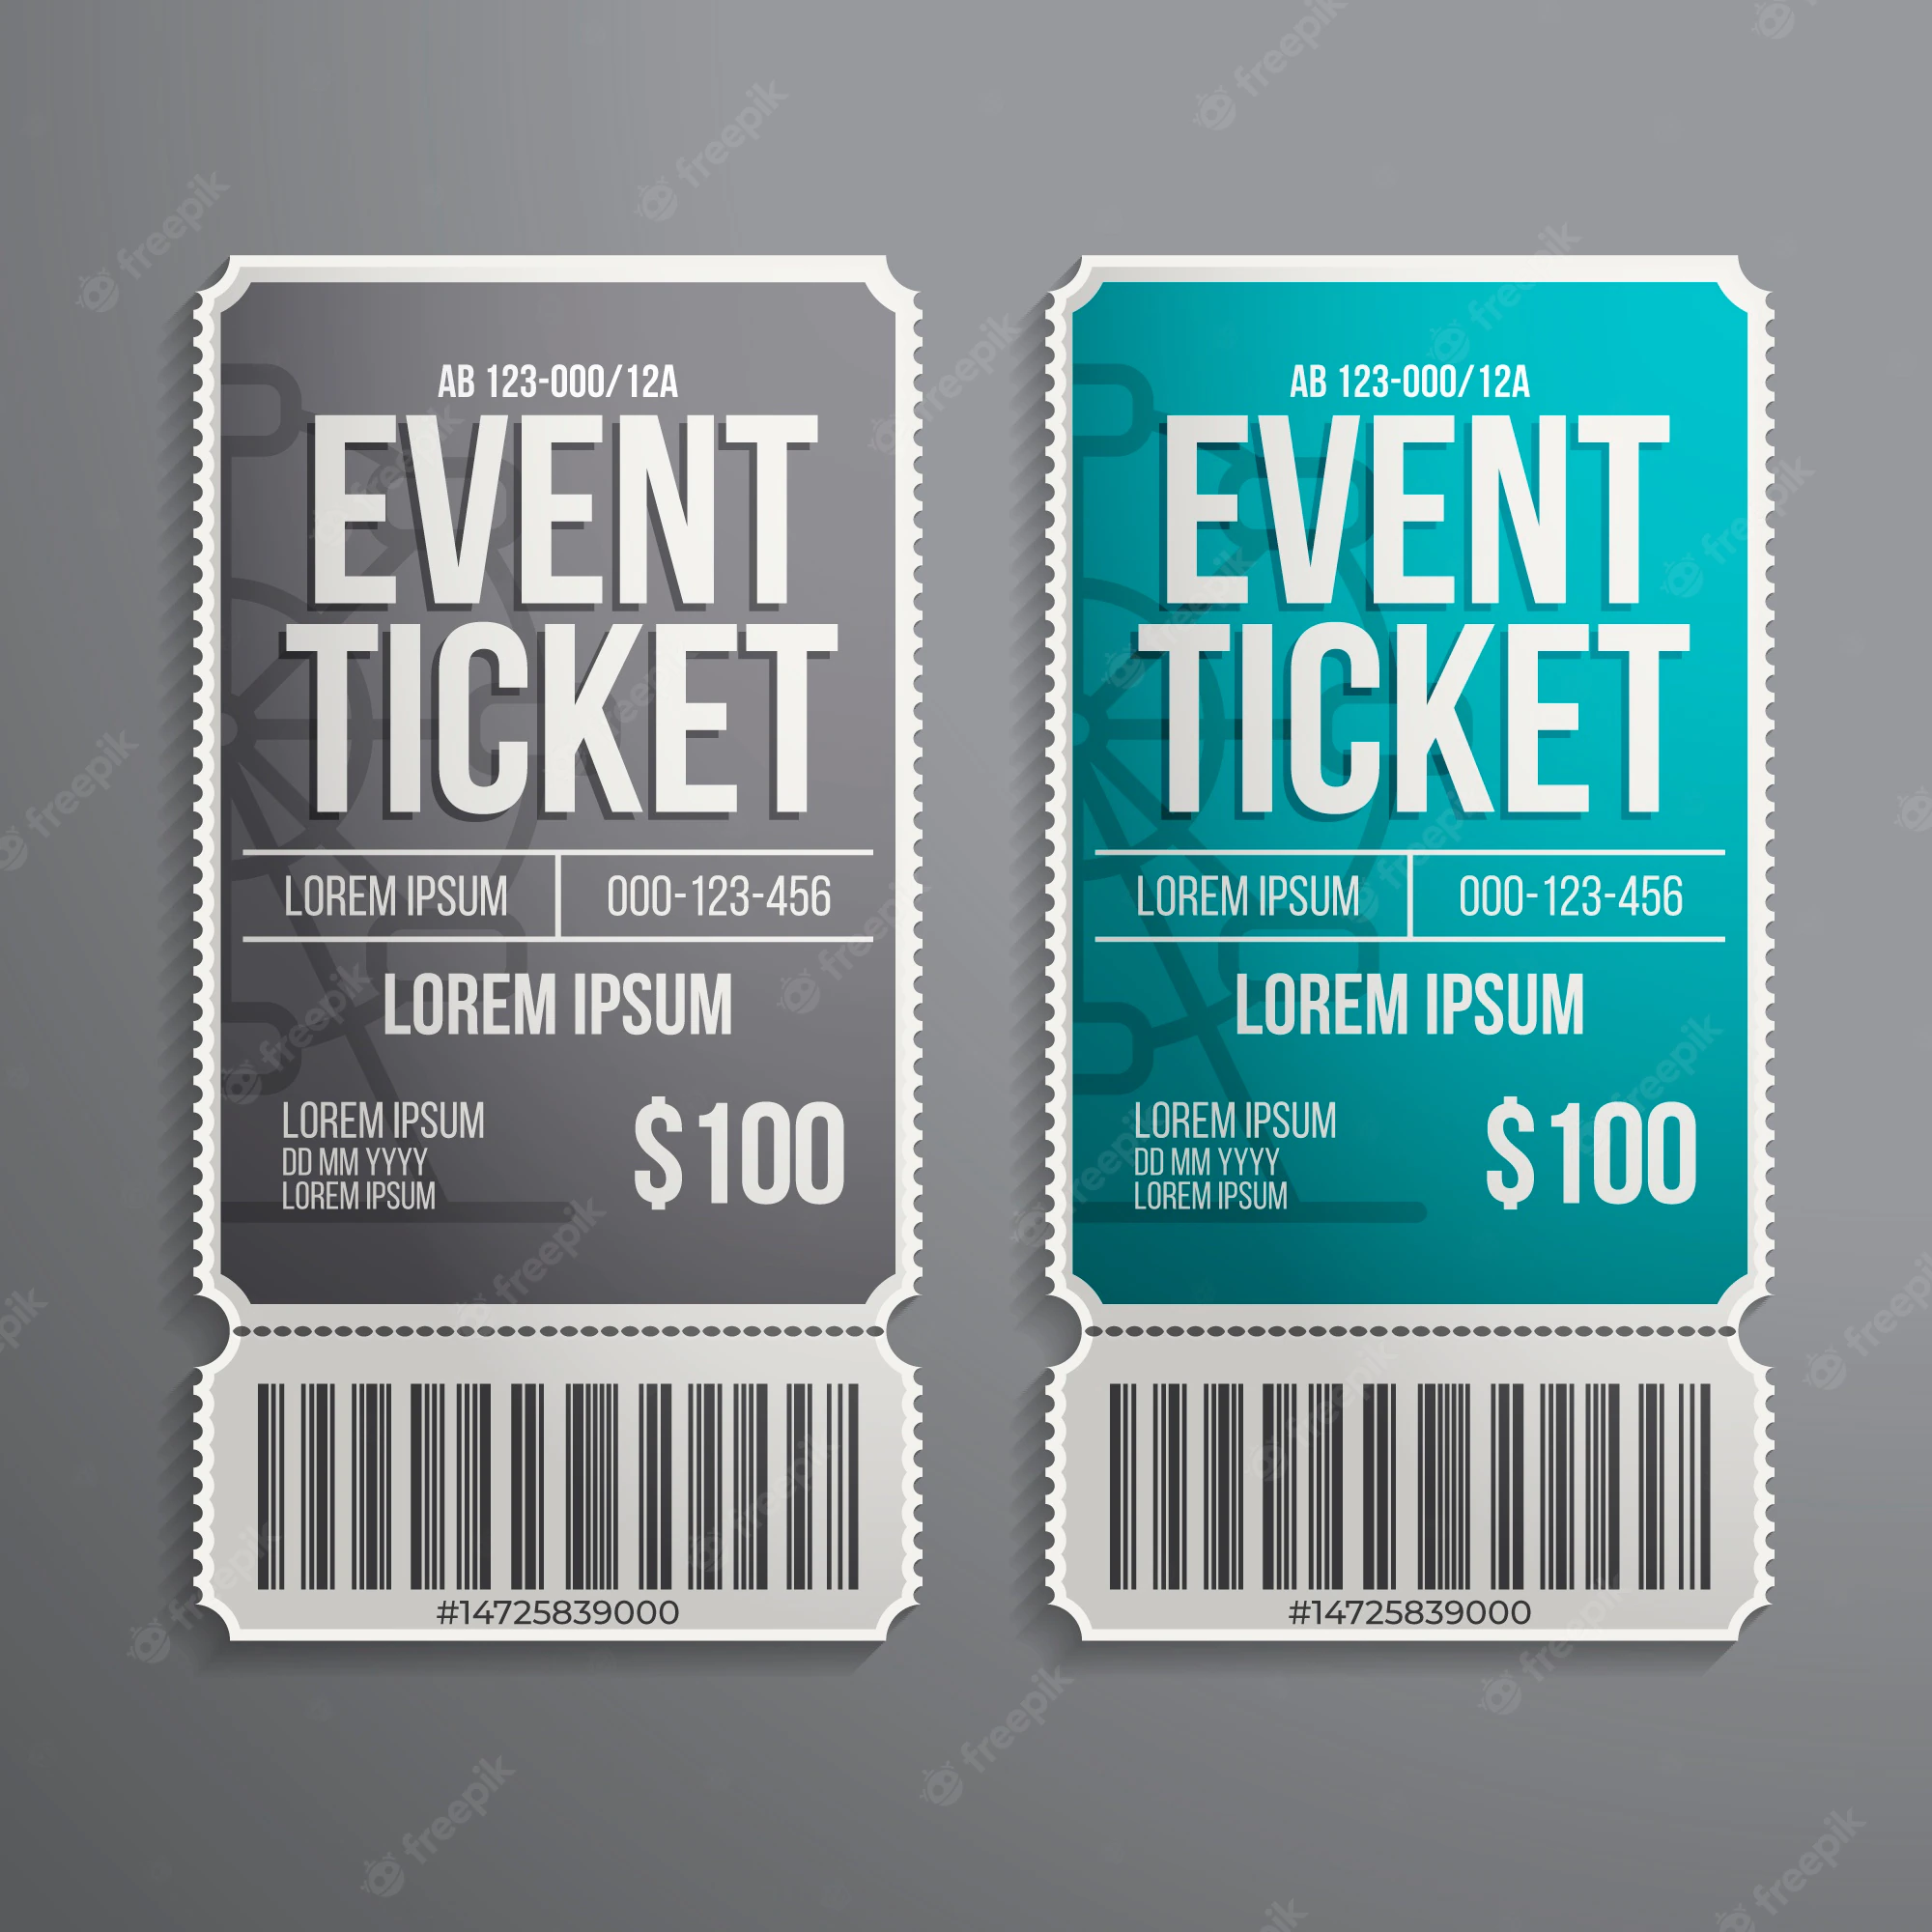 AB 123-000/12A
EVENT
TICKET
LOREM IPSUM 000-123-456
LOREM IPSUM
LOREM IPSUM
DD MM YYYY
LOREM IPSUM
$100
#14725839000
AB 123-000/12A
EVENT
TICKET
LOREM IPSUM 000-123-456
LOREM IPSUM
LOREM IPSUM
DD MM YYYY
LOREM IPSUM
$100
#14725839000
freepik